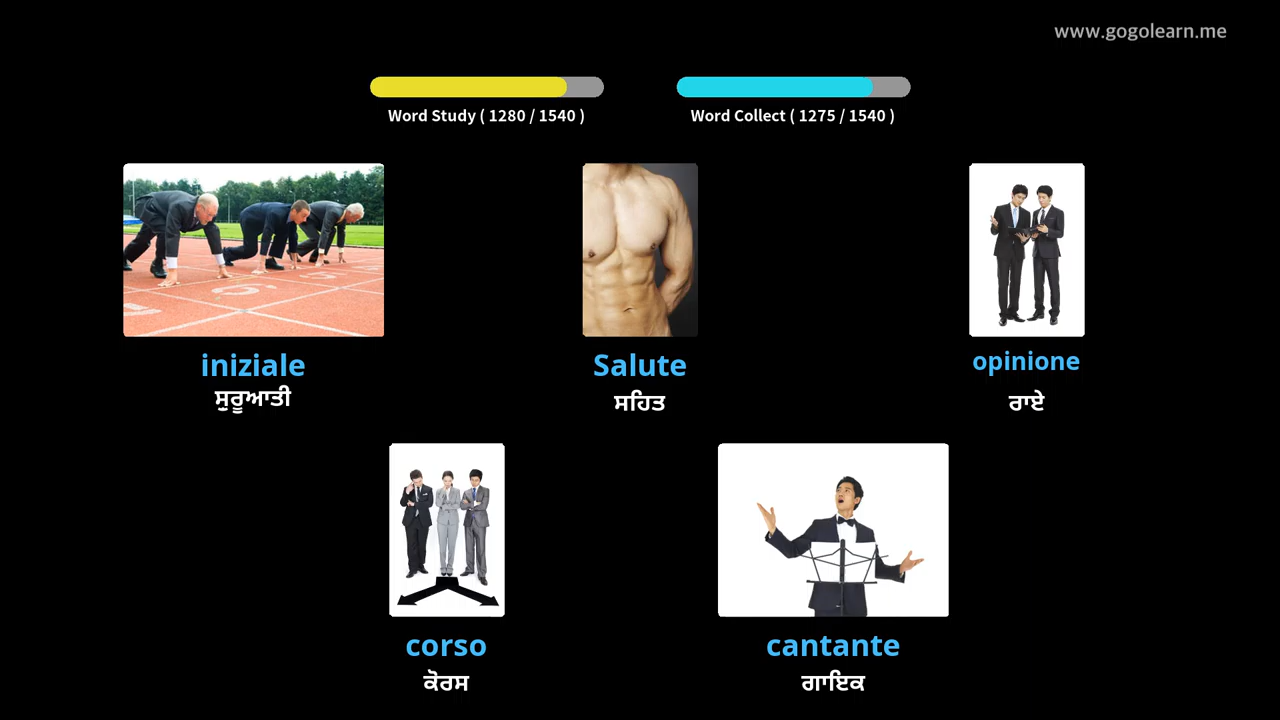 www.gogolearn.me
Word Study ( 1280 / 1540 )
Word Collect ( 1275 / 1540 )
iniziale
ਸ਼ੁਰੂਆਤੀ
Salute
ਸਹਿਤ
opinione
ਰਾਏ
corso
ਕੋਰਸ
cantante
ਗਾਇਕ